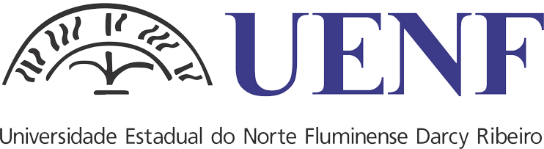 UENF
Universidade Estadual do Norte Fluminense Darcy Ribeiro